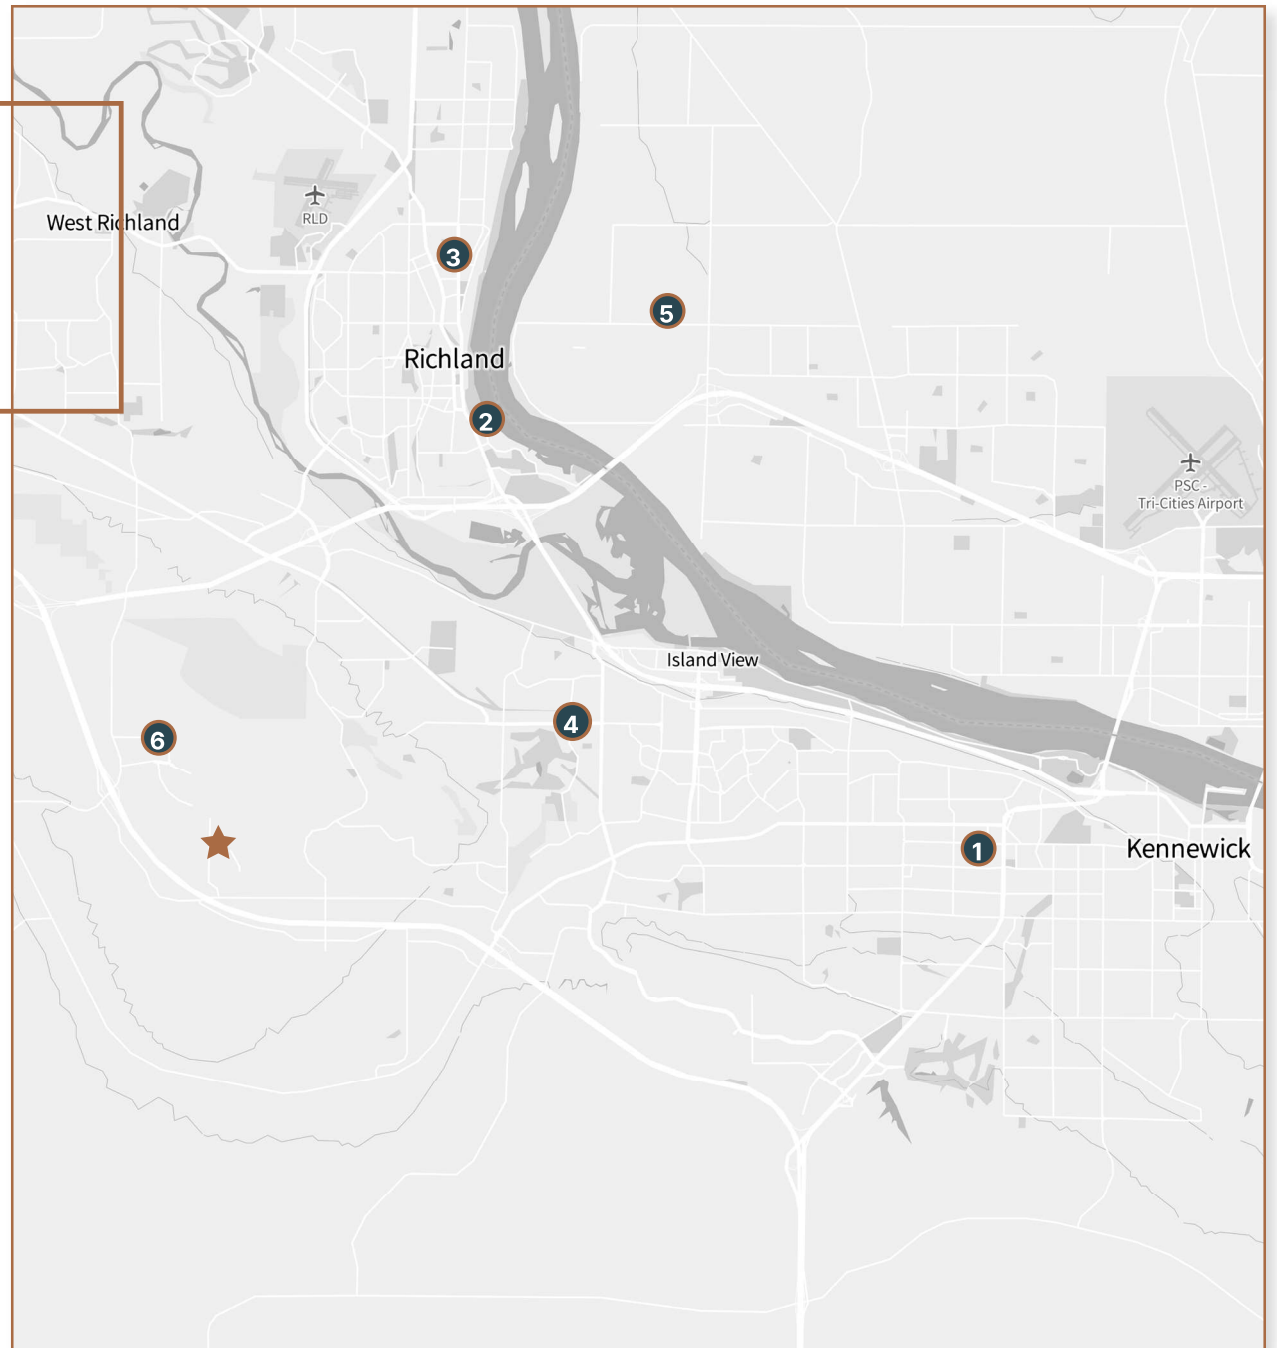 West Richland
RLD
3
5
Richland
2
PSC -
Tri-Cities Airport
Island View
4
6
1
Kennewick